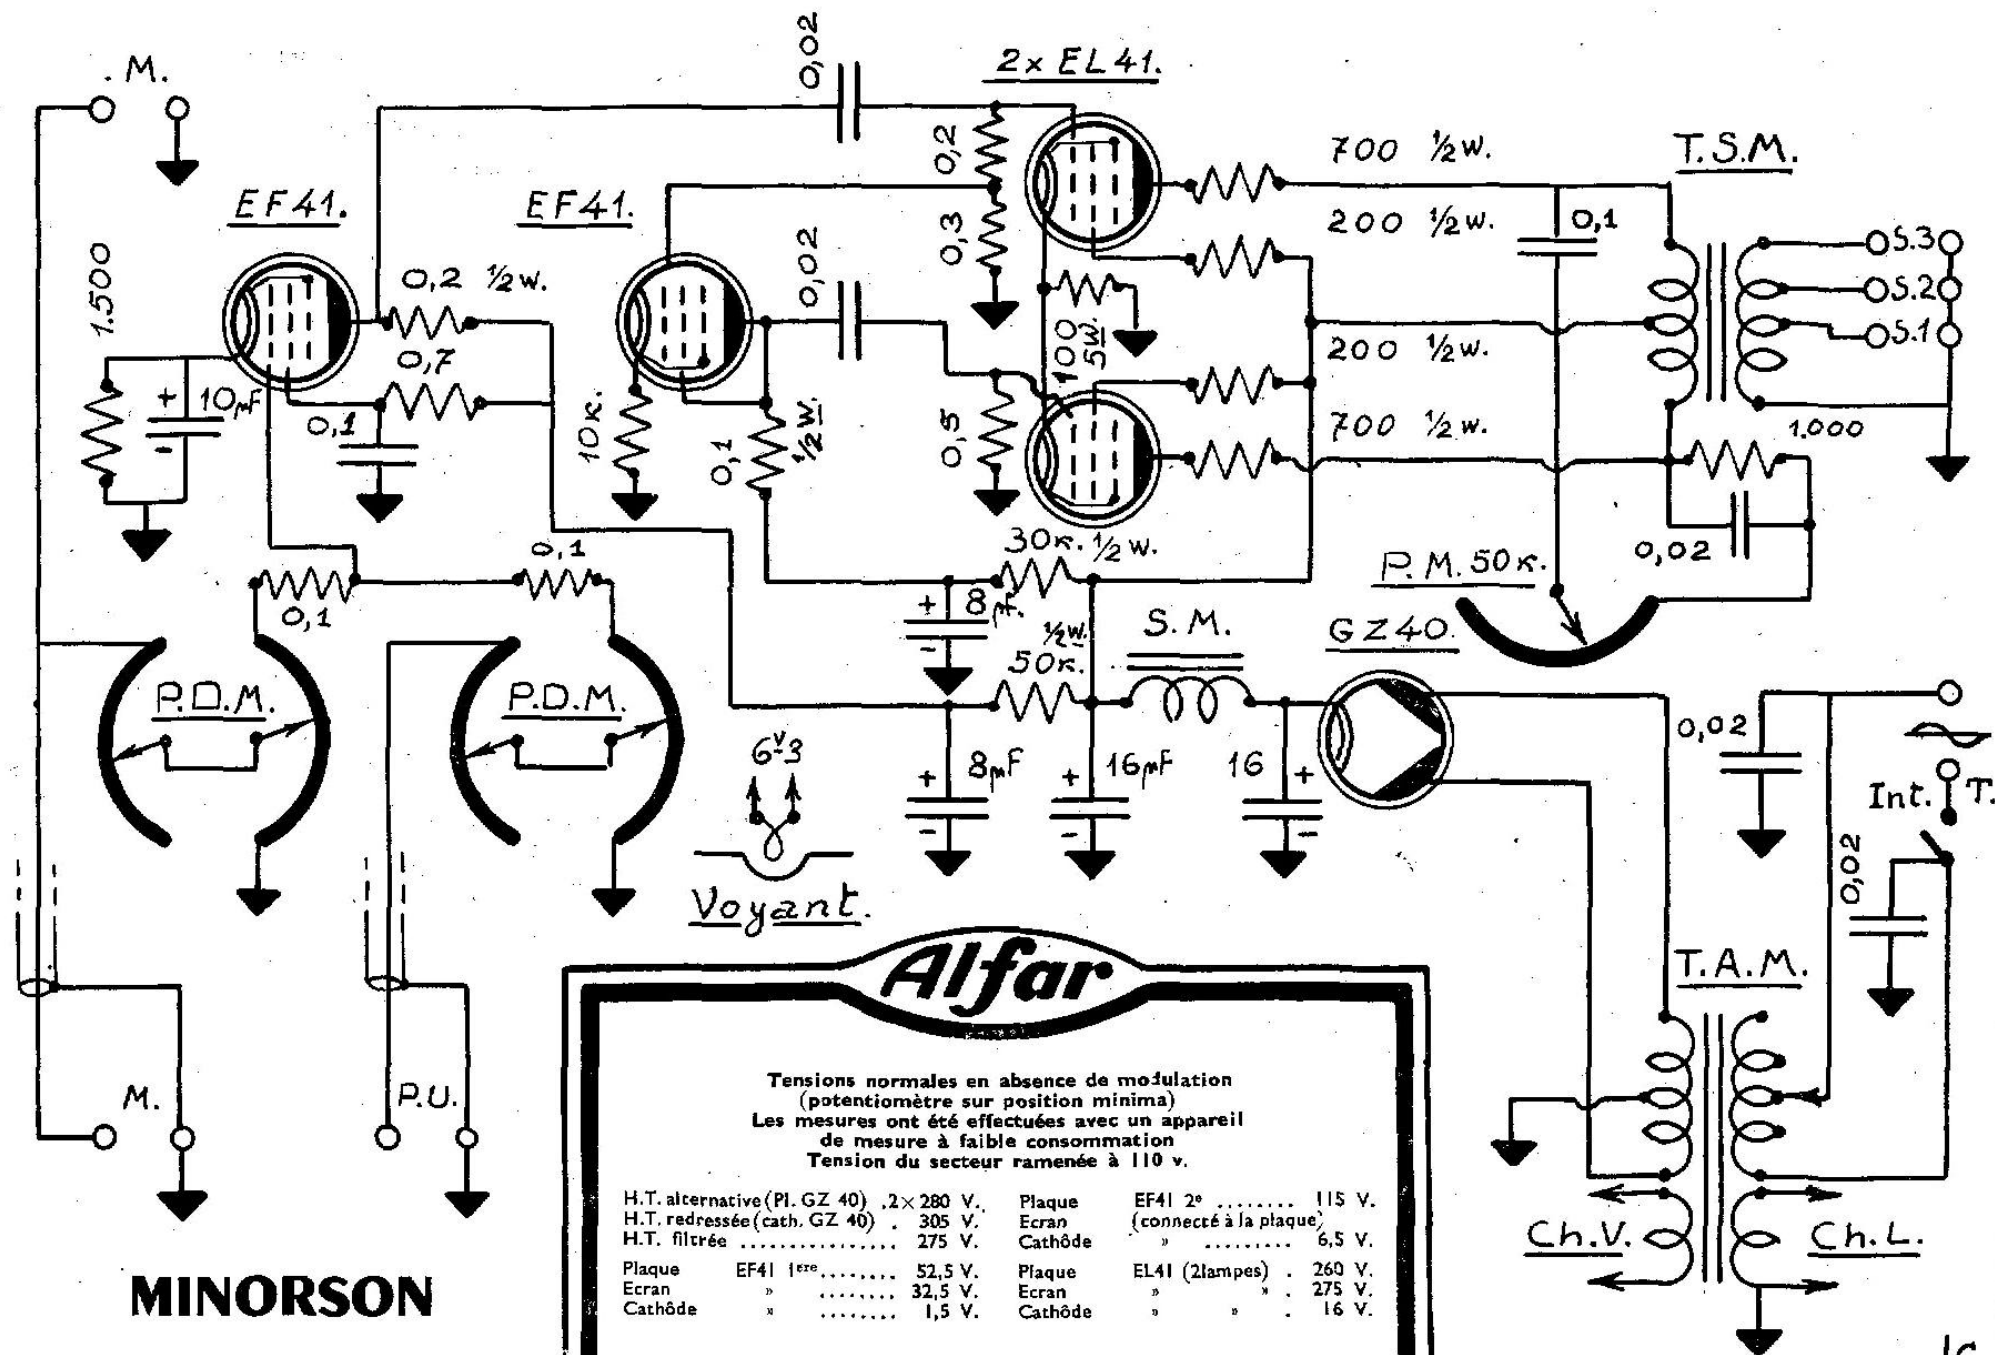 M.
0,02
2x EL41.
EF41.
EF41.
0,2
0,3
700 ½w.
200 ½w.
0,1
T.S.M.
S.3
S.2
S.1
1.500
10µF
0,2 ½w.
0,7
0,1
0,02
10K.
0,1
½w.
0,5
100
5w.
200 ½w.
700 ½w.
1.000
0,02
P.M. 50K.
30K. ½w.
8µF.
½w.
50K.
S.M.
GZ40.
0,1
0,1
P.D.M.
P.D.M.
6v3
Voyant.
8µF
16µF
16
0,02
Int. T.
0,02
T.A.M.
M.
P.U.
Ch.V.
Ch.L.
Alfar
Tensions normales en absence de modulation
(potentiomètre sur position minima)
Les mesures ont été effectuées avec un appareil
de mesure à faible consommation
Tension du secteur ramenée à 110 v.
H.T. alternative (Pl. GZ 40) . 2×280 V.
H.T. redressée (cath. GZ 40) . 305 V.
H.T. filtrée ................ 275 V.
Plaque EF41 1ere ........ 52,5 V.
Ecran » ........ 32,5 V.
Cathôde » ........ 1,5 V.
Plaque EF41 2e ........ 115 V.
Ecran (connecté à la plaque)
Cathôde » ......... 6,5 V.
Plaque EL41 (2lampes) . 260 V.
Ecran » » . 275 V.
Cathôde » » . 16 V.
MINORSON